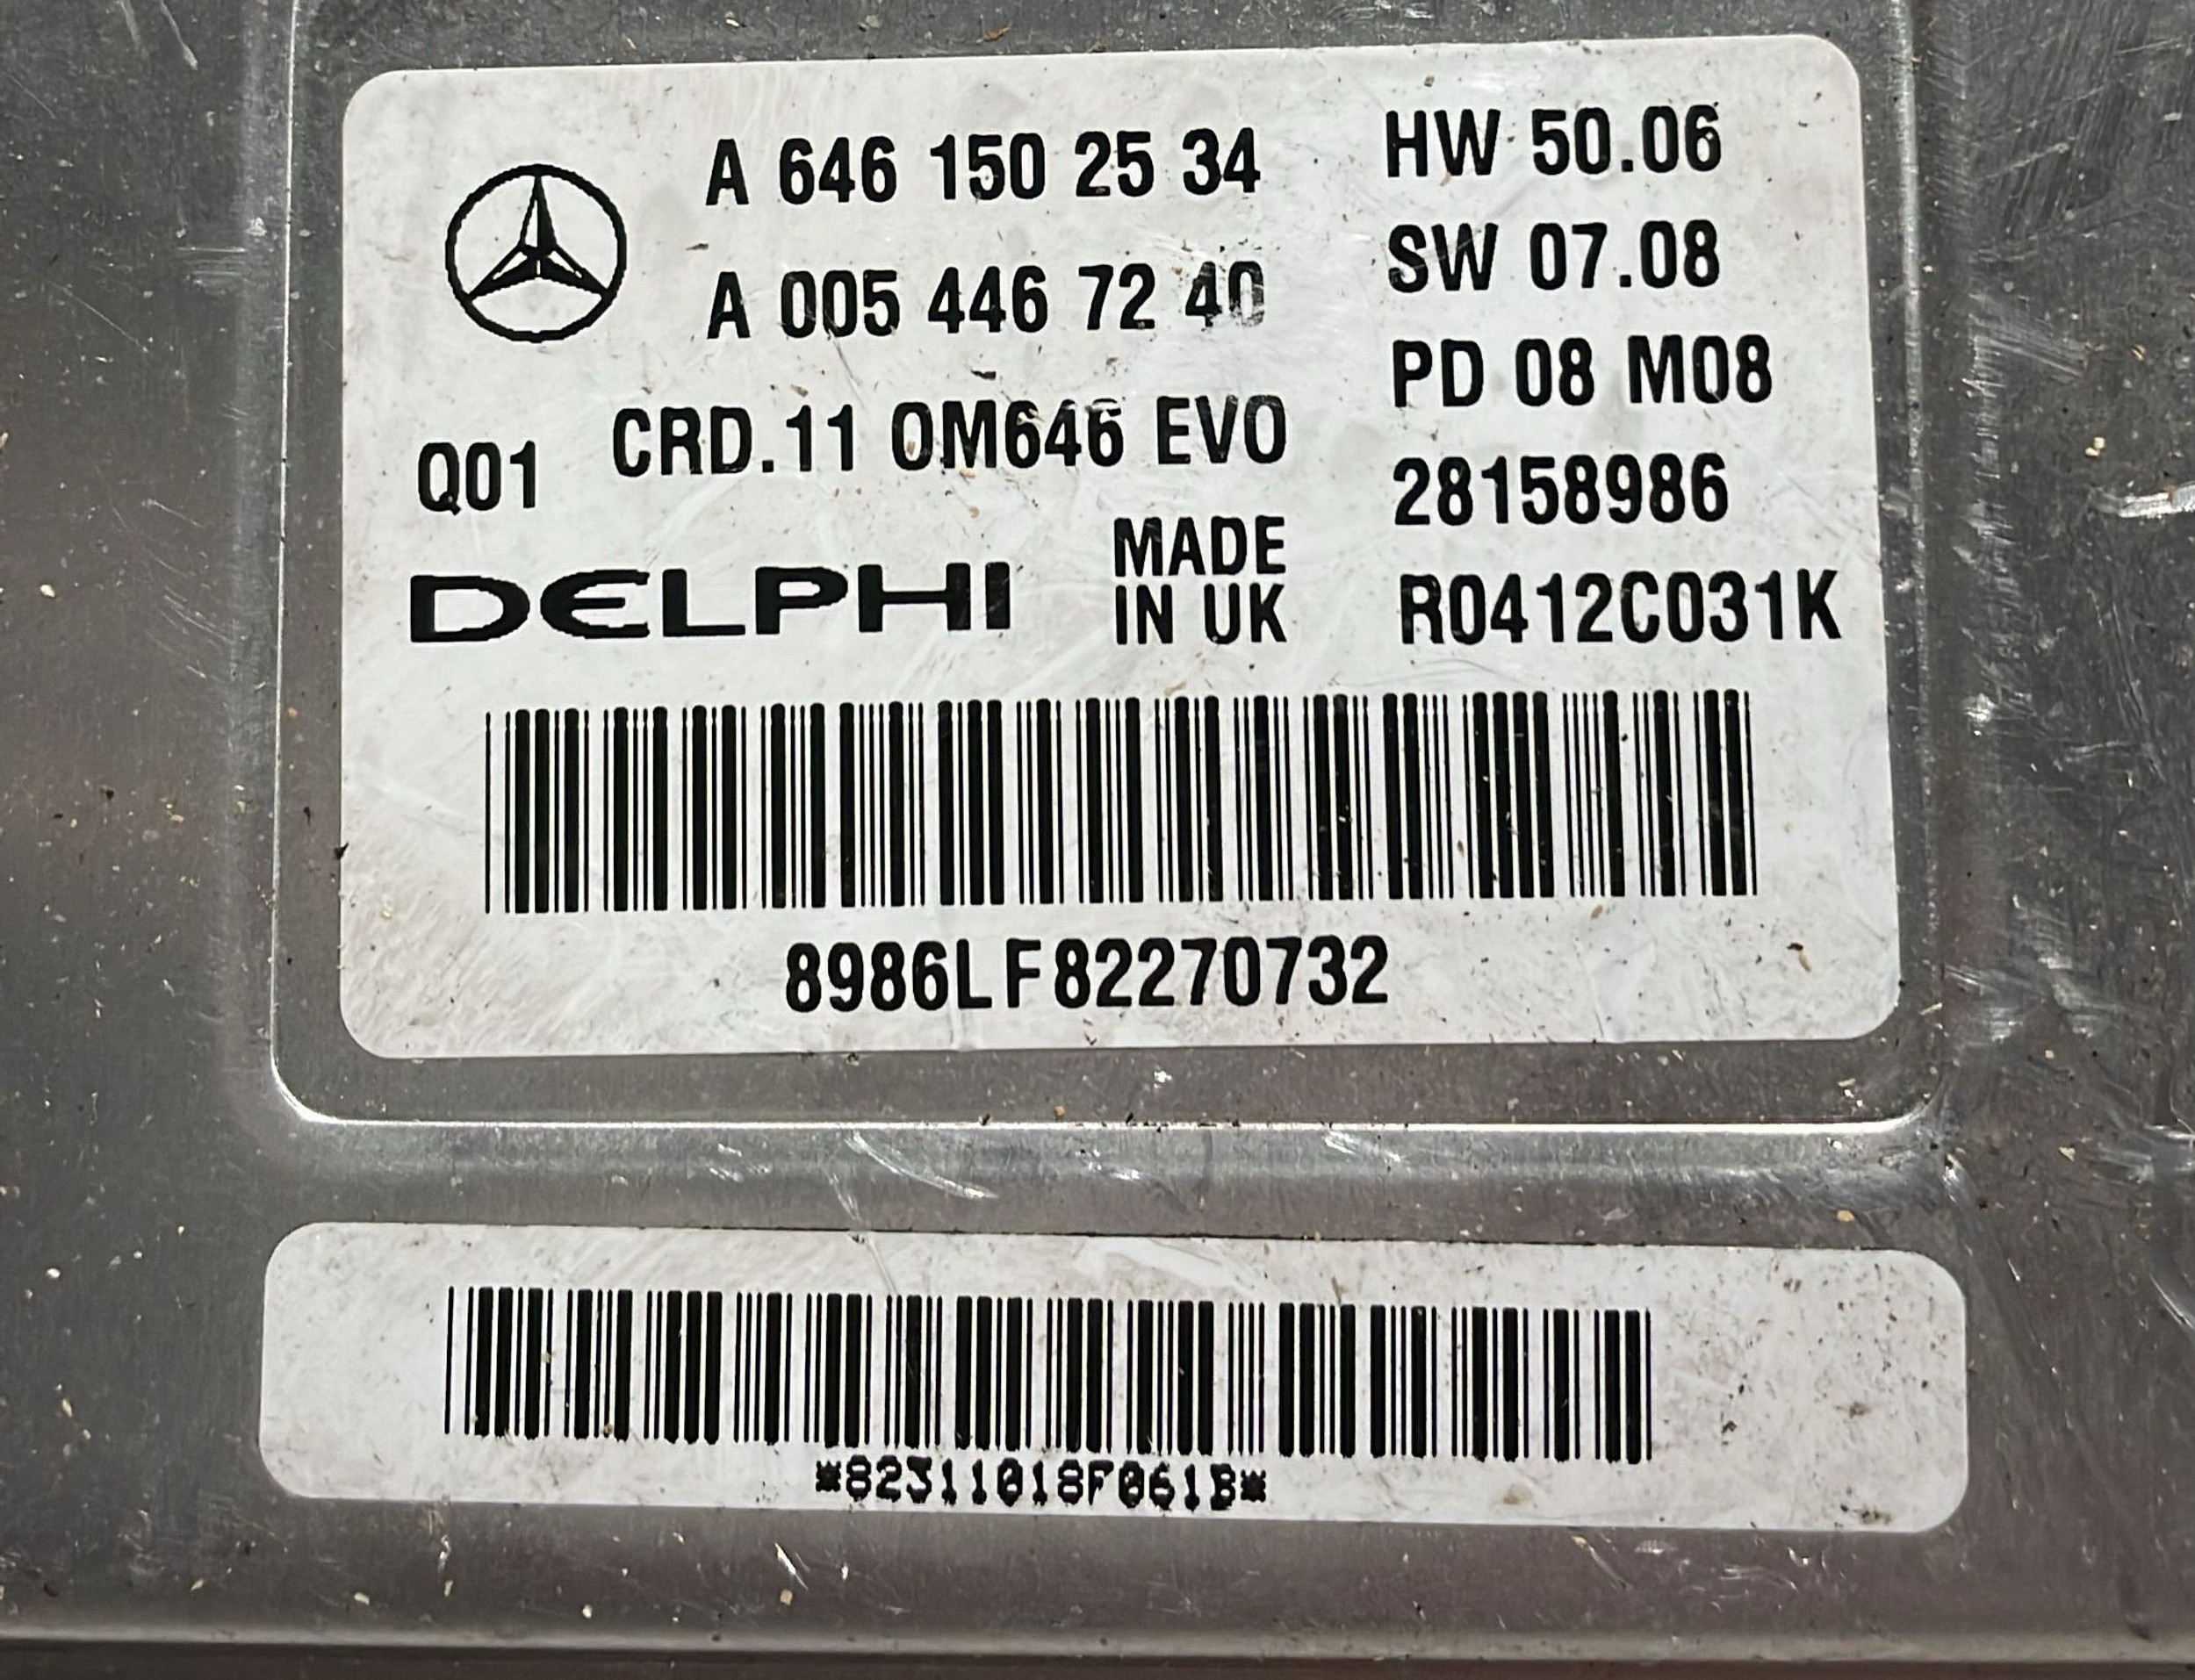 A 646 150 25 34
HW 50.06
A 005 446 72 40
SW 07.08
PD 08 M08
Q01
CRD.11 OM646 EVO
28158986
DELPHI
MADE
IN UK
R0412C031K
8986LF82270732
*82311018F061B*